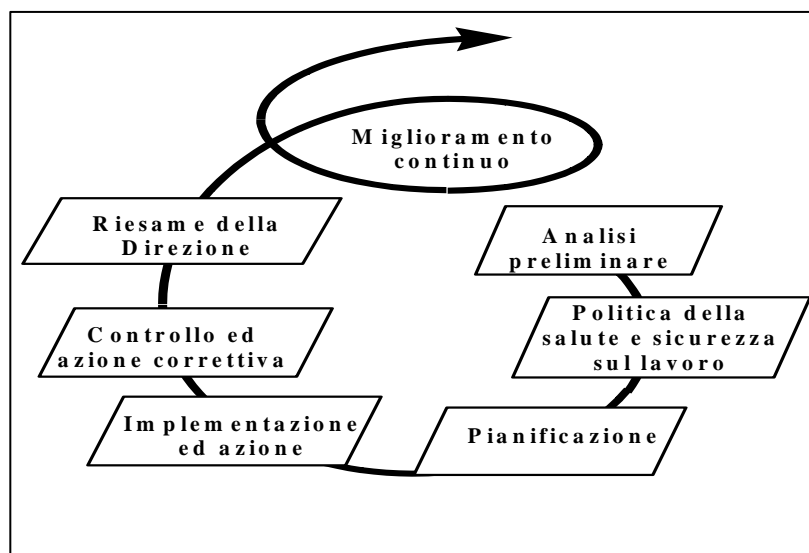 Miglioramento
continuo
Riesame della
Direzione
Analisi
preliminare
Controllo ed
azione correttiva
Politica della
salute e sicurezza
sul lavoro
Implementazione
ed azione
Pianificazione